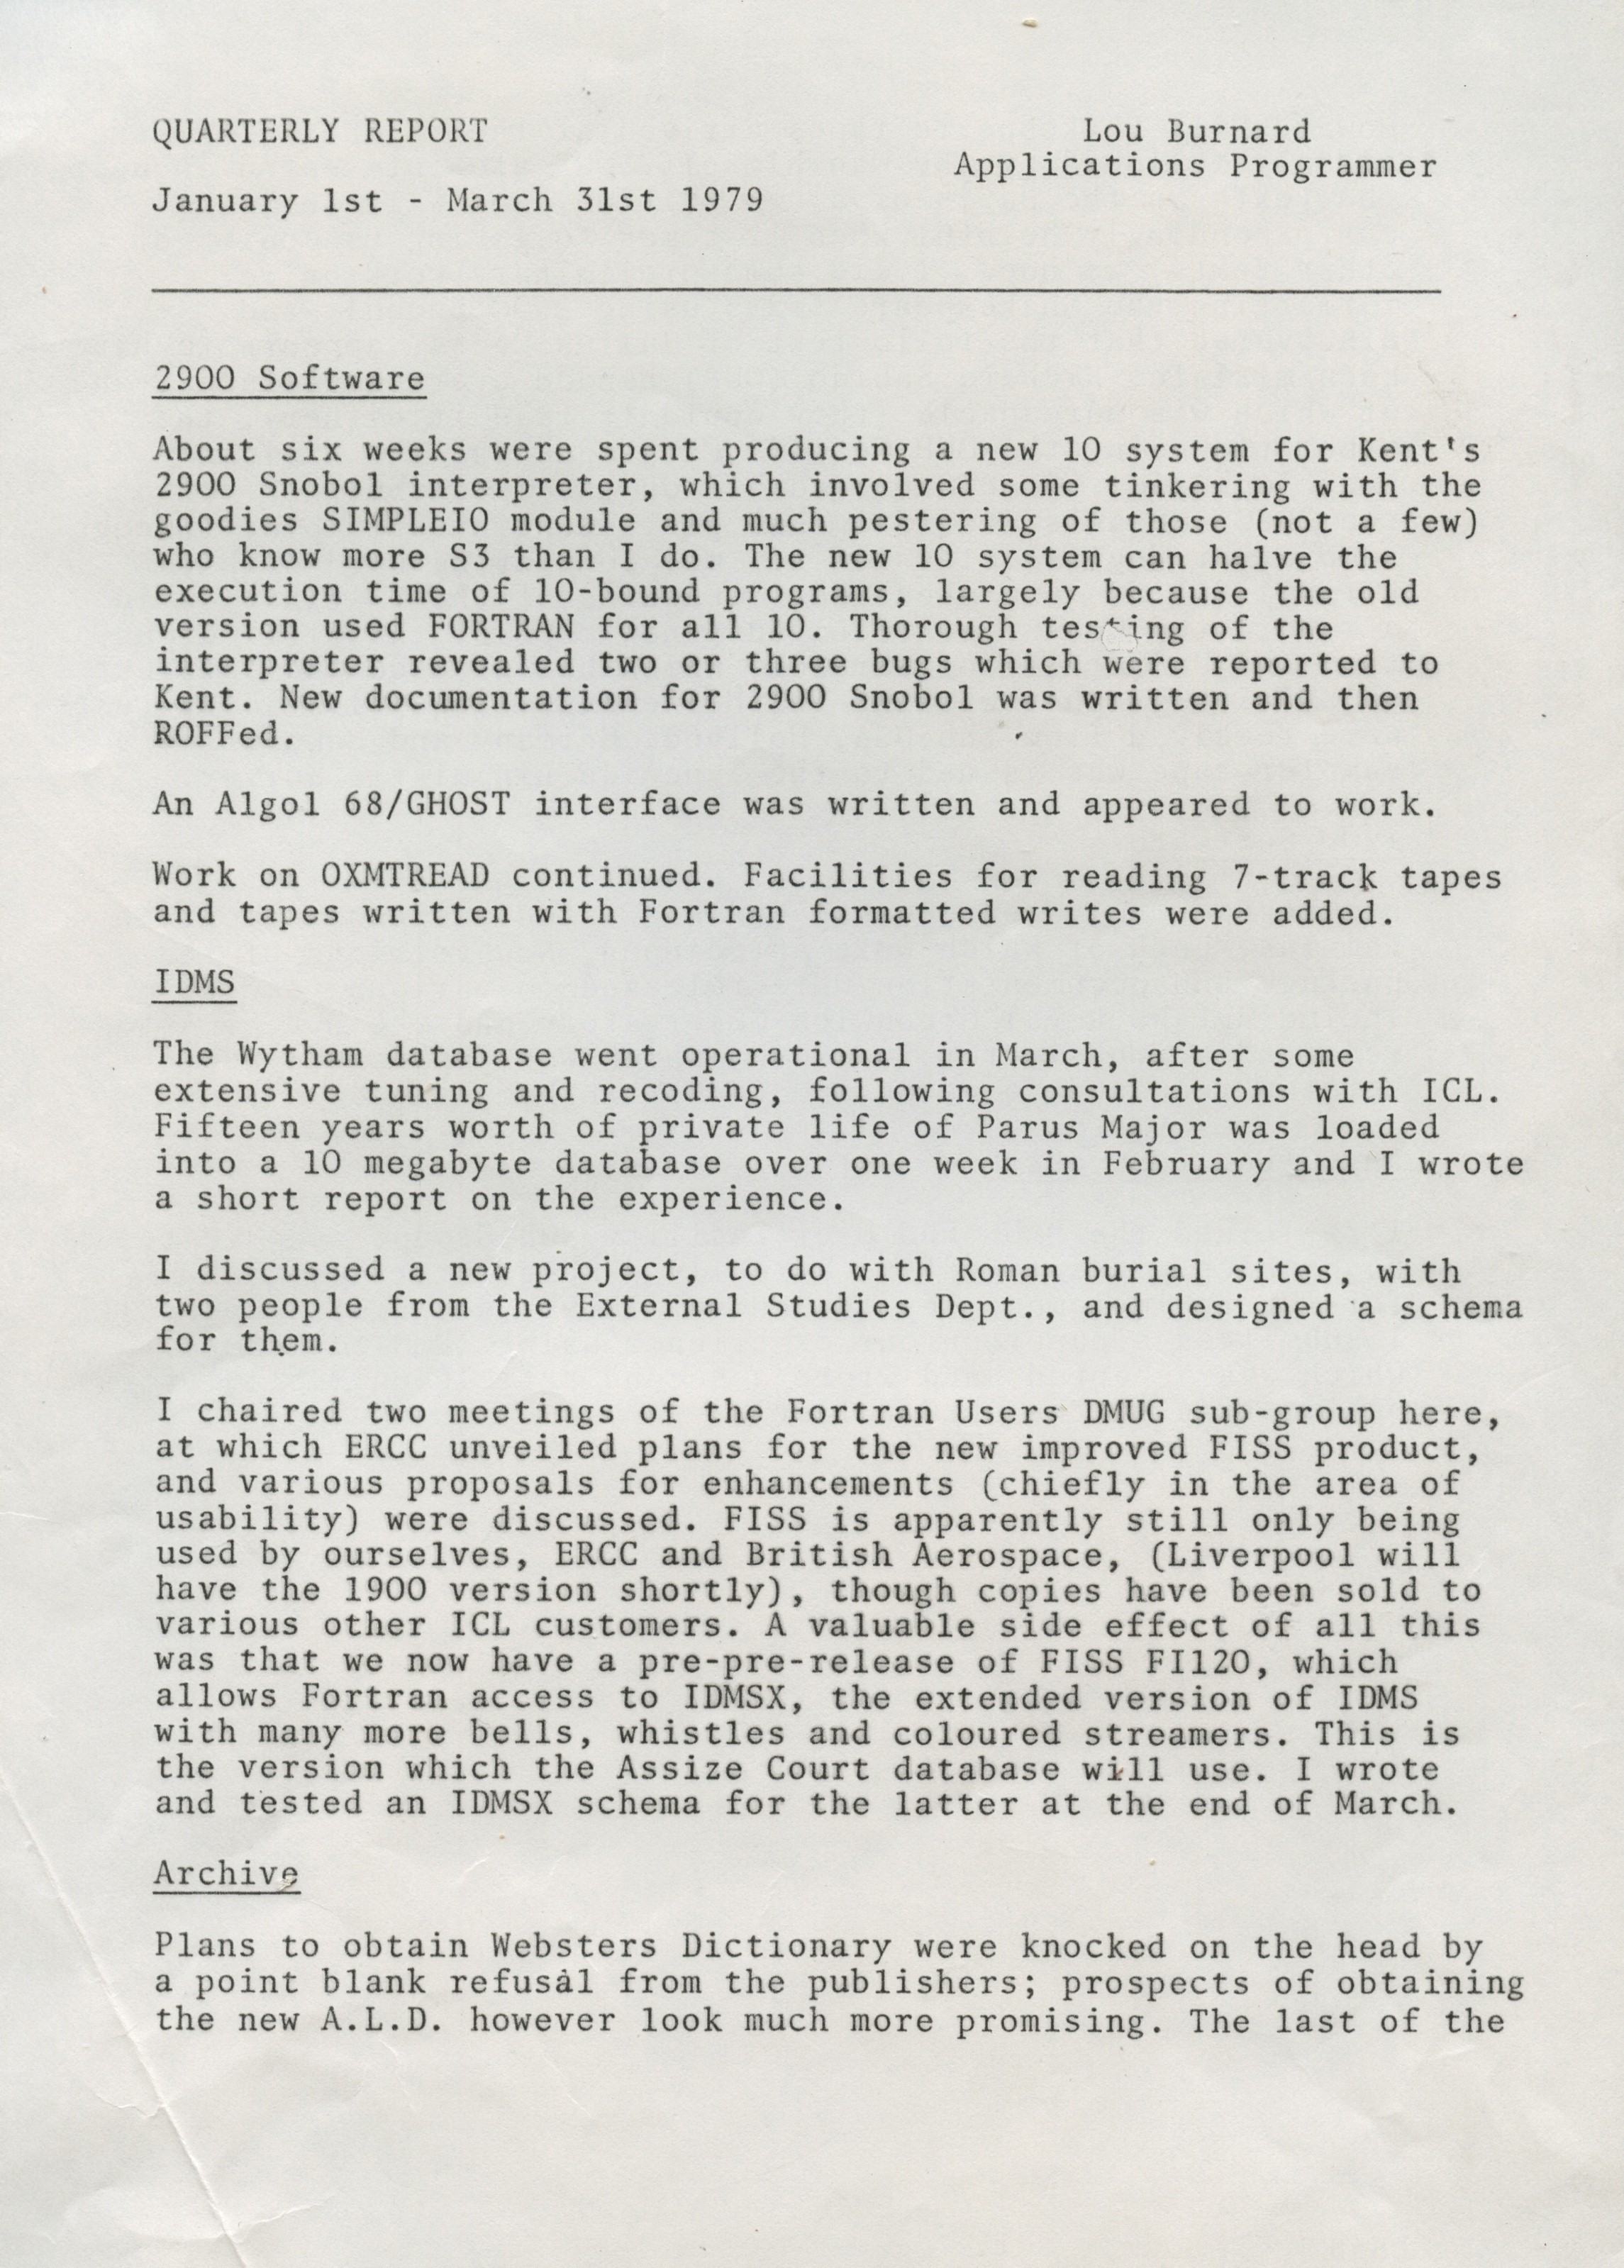 QUARTERLY REPORT
Lou Burnard
Applications Programmer
January 1st - March 31st 1979
2900 Software
About six weeks were spent producing a new IO system for Kent's
2900 Snobol interpreter, which involved some tinkering with the
goodies SIMPLEIO module and much pestering of those (not a few)
who know more S3 than I do. The new IO system can halve the
execution time of IO-bound programs, largely because the old
version used FORTRAN for all IO. Thorough testing of the
interpreter revealed two or three bugs which were reported to
Kent. New documentation for 2900 Snobol was written and then
ROFFed.
An Algol 68/GHOST interface was written and appeared to work.
Work on OXMTREAD continued. Facilities for reading 7-track tapes
and tapes written with Fortran formatted writes were added.
IDMS
The Wytham database went operational in March, after some
extensive tuning and recoding, following consultations with ICL.
Fifteen years worth of private life of Parus Major was loaded
into a 10 megabyte database over one week in February and I wrote
a short report on the experience.
I discussed a new project, to do with Roman burial sites, with
two people from the External Studies Dept., and designed a schema
for them.
I chaired two meetings of the Fortran Users DMUG sub-group here,
at which ERCC unveiled plans for the new improved FISS product,
and various proposals for enhancements (chiefly in the area of
usability) were discussed. FISS is apparently still only being
used by ourselves, ERCC and British Aerospace, (Liverpool will
have the 1900 version shortly), though copies have been sold to
various other ICL customers. A valuable side effect of all this
was that we now have a pre-pre-release of FISS FI120, which
allows Fortran access to IDMSX, the extended version of IDMS
with many more bells, whistles and coloured streamers. This is
the version which the Assize Court database will use. I wrote
and tested an IDMSX schema for the latter at the end of March.
Archive
Plans to obtain Websters Dictionary were knocked on the head by
a point blank refusal from the publishers; prospects of obtaining
the new A.L.D. however look much more promising. The last of the